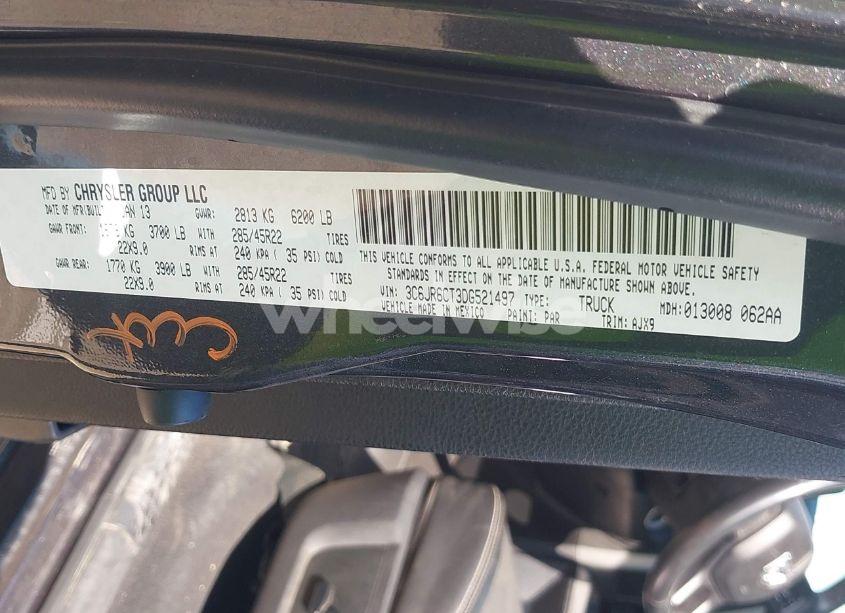 MFD BY CHRYSLER GROUP LLC
DATE OF MFR/BUILT JAN 13 GVWR: 2813 KG 6200 LB
GAWR FRONT: KG 3700 LB WITH 285/45R22 TIRES
22X9.0 RIMS AT 240 KPA ( 35 PSI) COLD
GAWR REAR: 1770 KG 3900 LB WITH 285/45R22 TIRES
22X9.0 RIMS AT 240 KPA ( 35 PSI) COLD
THIS VEHICLE CONFORMS TO ALL APPLICABLE U.S.A. FEDERAL MOTOR VEHICLE SAFETY
STANDARDS IN EFFECT ON THE DATE OF MANUFACTURE SHOWN ABOVE.
VIN: 3C6JR6CT3DG521497 TYPE: TRUCK MDH:013008 062AA
VEHICLE MADE IN MEXICO PAINT: PAR TRIM: AJX9
wheelwise